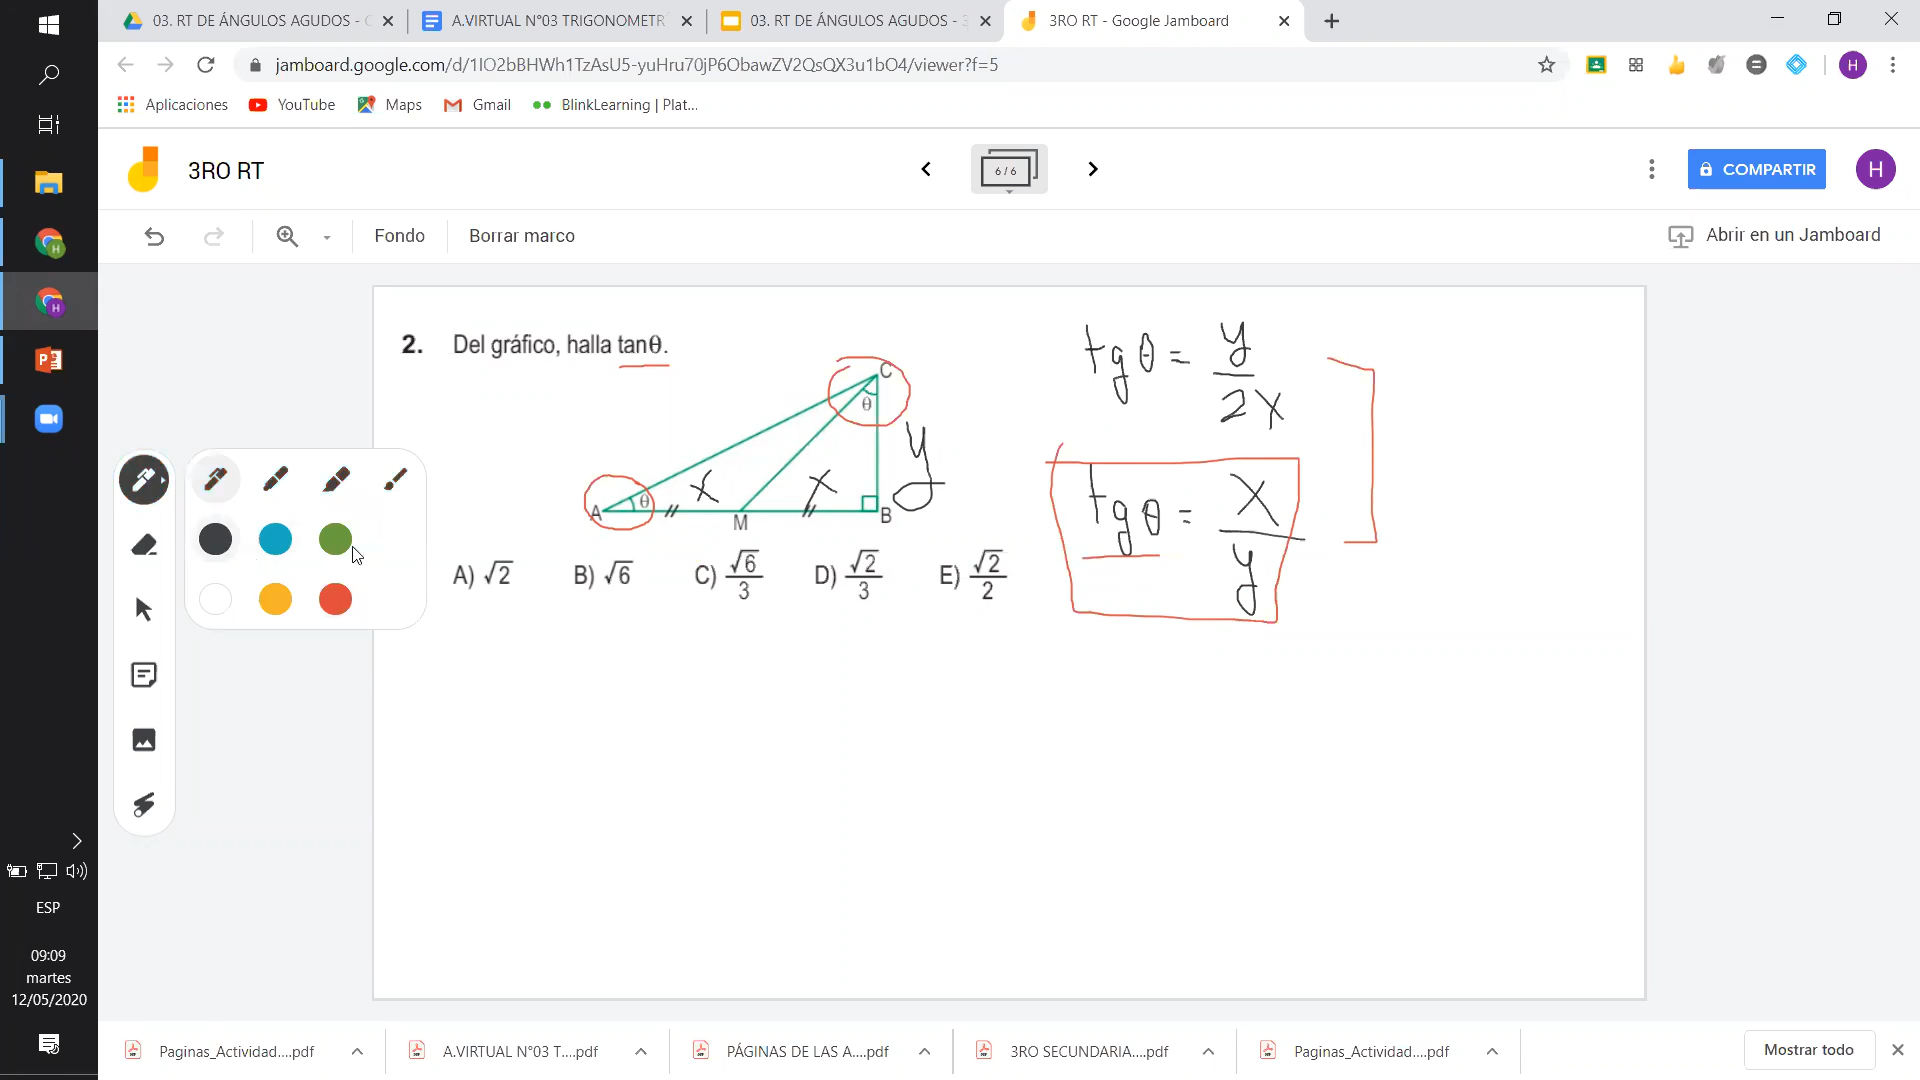 03. RT DE ÁNGULOS AGUDOS - C
A.VIRTUAL N°03 TRIGONOMETR
03. RT DE ÁNGULOS AGUDOS - 3
3RO RT - Google Jamboard
jamboard.google.com/d/1IO2bBHWh1TzAsU5-yuHru70jP6ObawZV2QsQX3u1bO4/viewer?f=5
H
Aplicaciones
YouTube
Maps
Gmail
BlinkLearning | Plat...
3RO RT
6 / 6
COMPARTIR
H
Fondo
Borrar marco
Abrir en un Jamboard
2. Del gráfico, halla tanθ.
C
θ
y
x
x
A
θ
M
B
A) √2 B) √6 C) √6/3 D) √2/3 E) √2/2
tgθ = y/2x
tgθ = x/y
ESP
09:09
martes
12/05/2020
Paginas_Actividad....pdf
A.VIRTUAL N°03 T....pdf
PÁGINAS DE LAS A....pdf
3RO SECUNDARIA....pdf
Paginas_Actividad....pdf
Mostrar todo